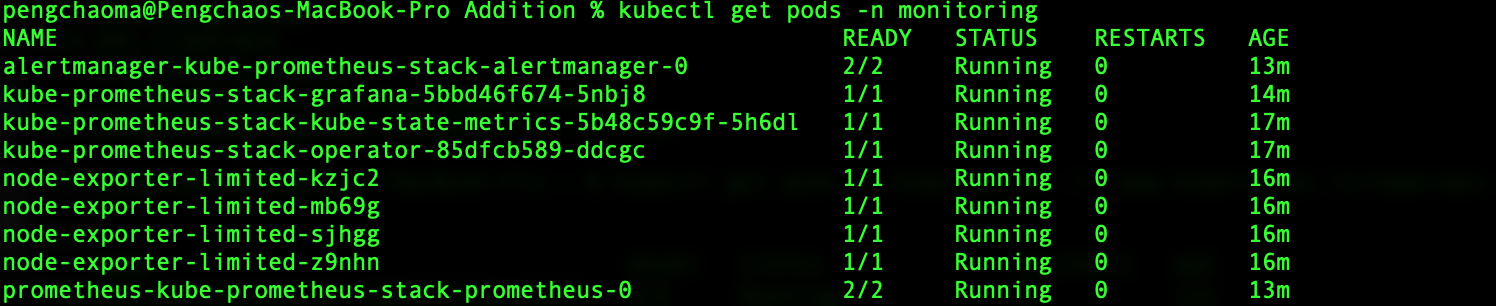 pengchaoma@Pengchaos-MacBook-Pro Addition % kubectl get pods -n monitoring
NAME READY STATUS RESTARTS AGE
alertmanager-kube-prometheus-stack-alertmanager-0 2/2 Running 0 13m
kube-prometheus-stack-grafana-5bbd46f674-5nbj8 1/1 Running 0 14m
kube-prometheus-stack-kube-state-metrics-5b48c59c9f-5h6dl 1/1 Running 0 17m
kube-prometheus-stack-operator-85dfcb589-ddcgc 1/1 Running 0 17m
node-exporter-limited-kzjc2 1/1 Running 0 16m
node-exporter-limited-mb69g 1/1 Running 0 16m
node-exporter-limited-sjhgg 1/1 Running 0 16m
node-exporter-limited-z9nhn 1/1 Running 0 16m
prometheus-kube-prometheus-stack-prometheus-0 2/2 Running 0 13m